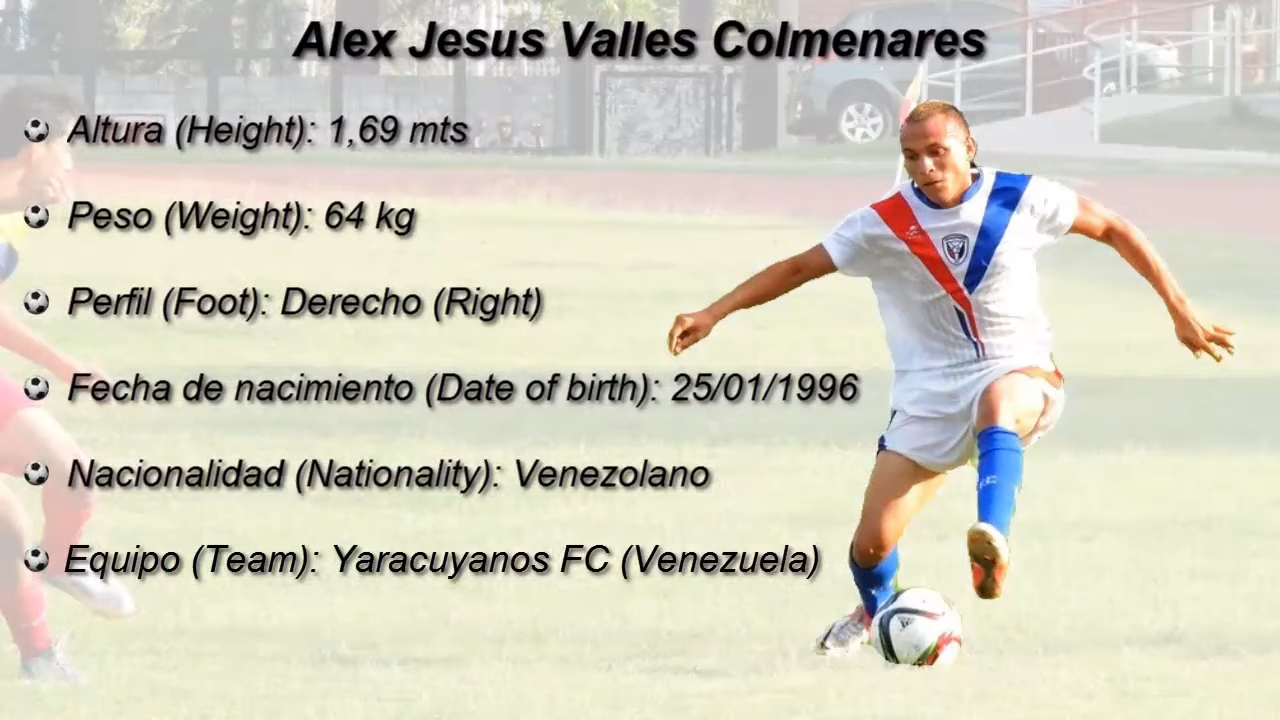 Alex Jesus Valles Colmenares
Altura (Height): 1,69 mts
Peso (Weight): 64 kg
Perfil (Foot): Derecho (Right)
Fecha de nacimiento (Date of birth): 25/01/1996
Nacionalidad (Nationality): Venezolano
Equipo (Team): Yaracuyanos FC (Venezuela)